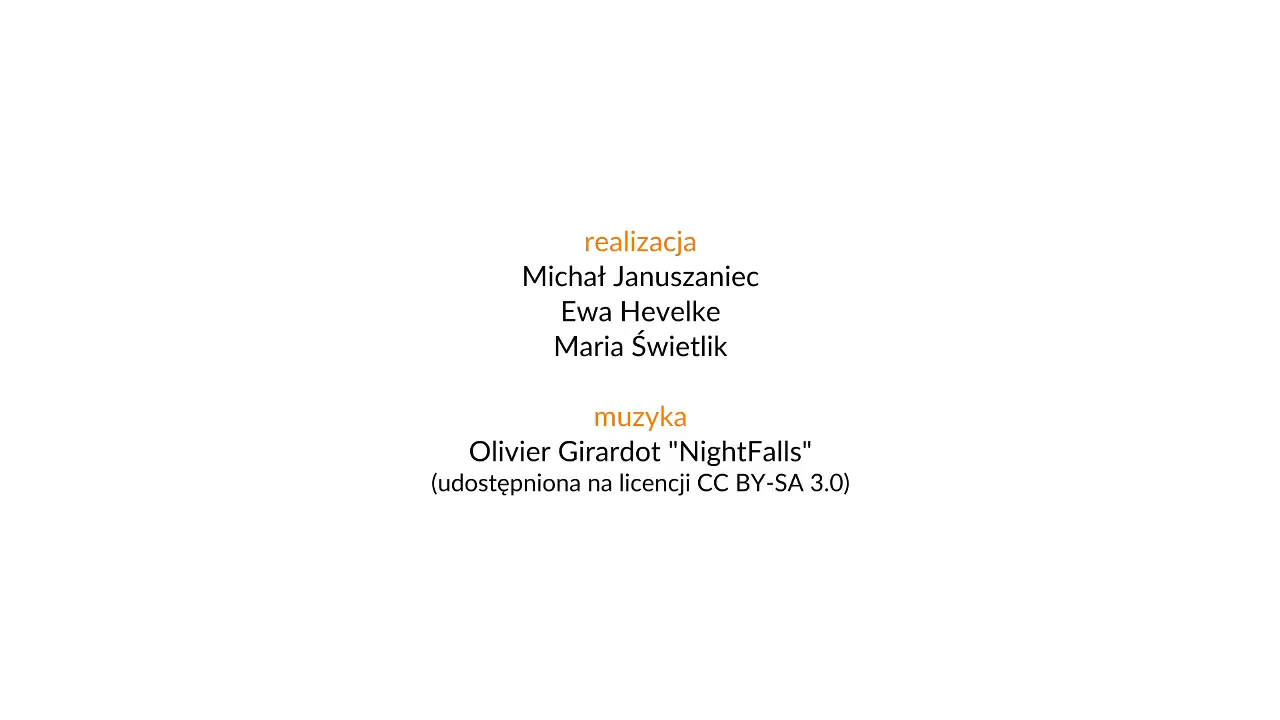 realizacja
Michał Januszaniec
Ewa Hevelke
Maria Świetlik
muzyka
Olivier Girardot "NightFalls"
(udostępniona na licencji CC BY-SA 3.0)